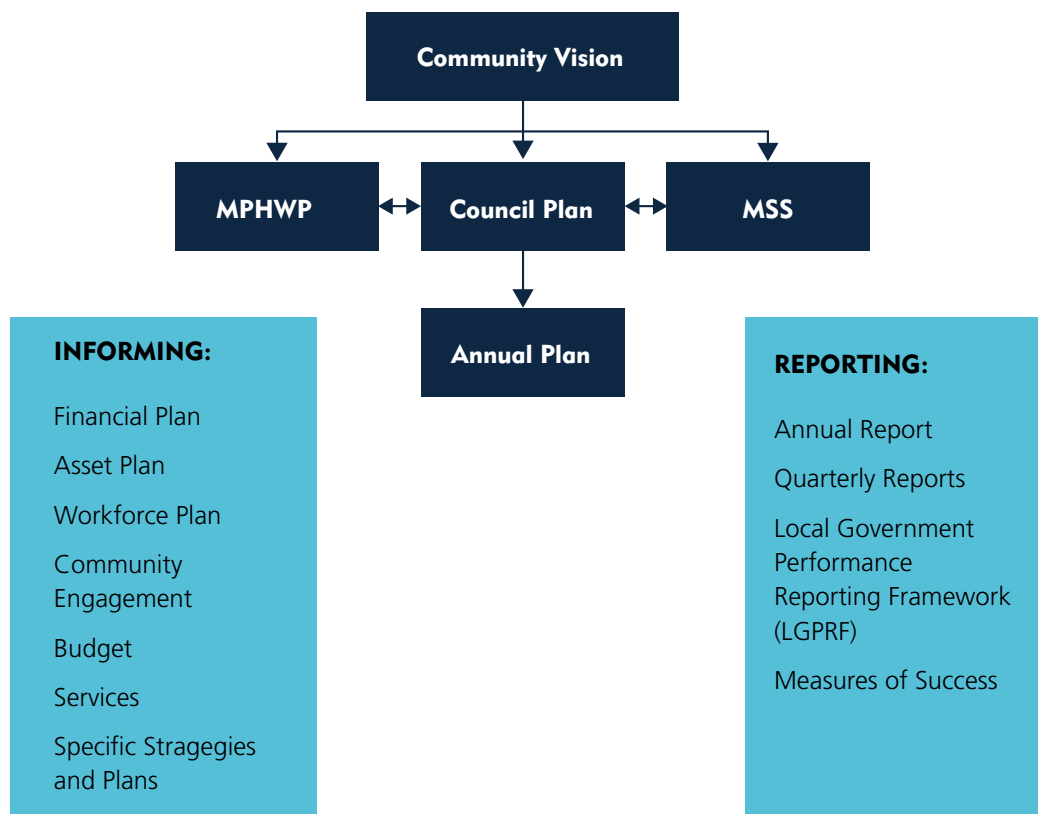 Community Vision
MPHWP
Council Plan
MSS
Annual Plan
INFORMING:
Financial Plan
Asset Plan
Workforce Plan
Community
Engagement
Budget
Services
Specific Stragegies
and Plans
REPORTING:
Annual Report
Quarterly Reports
Local Government
Performance
Reporting Framework
(LGPRF)
Measures of Success